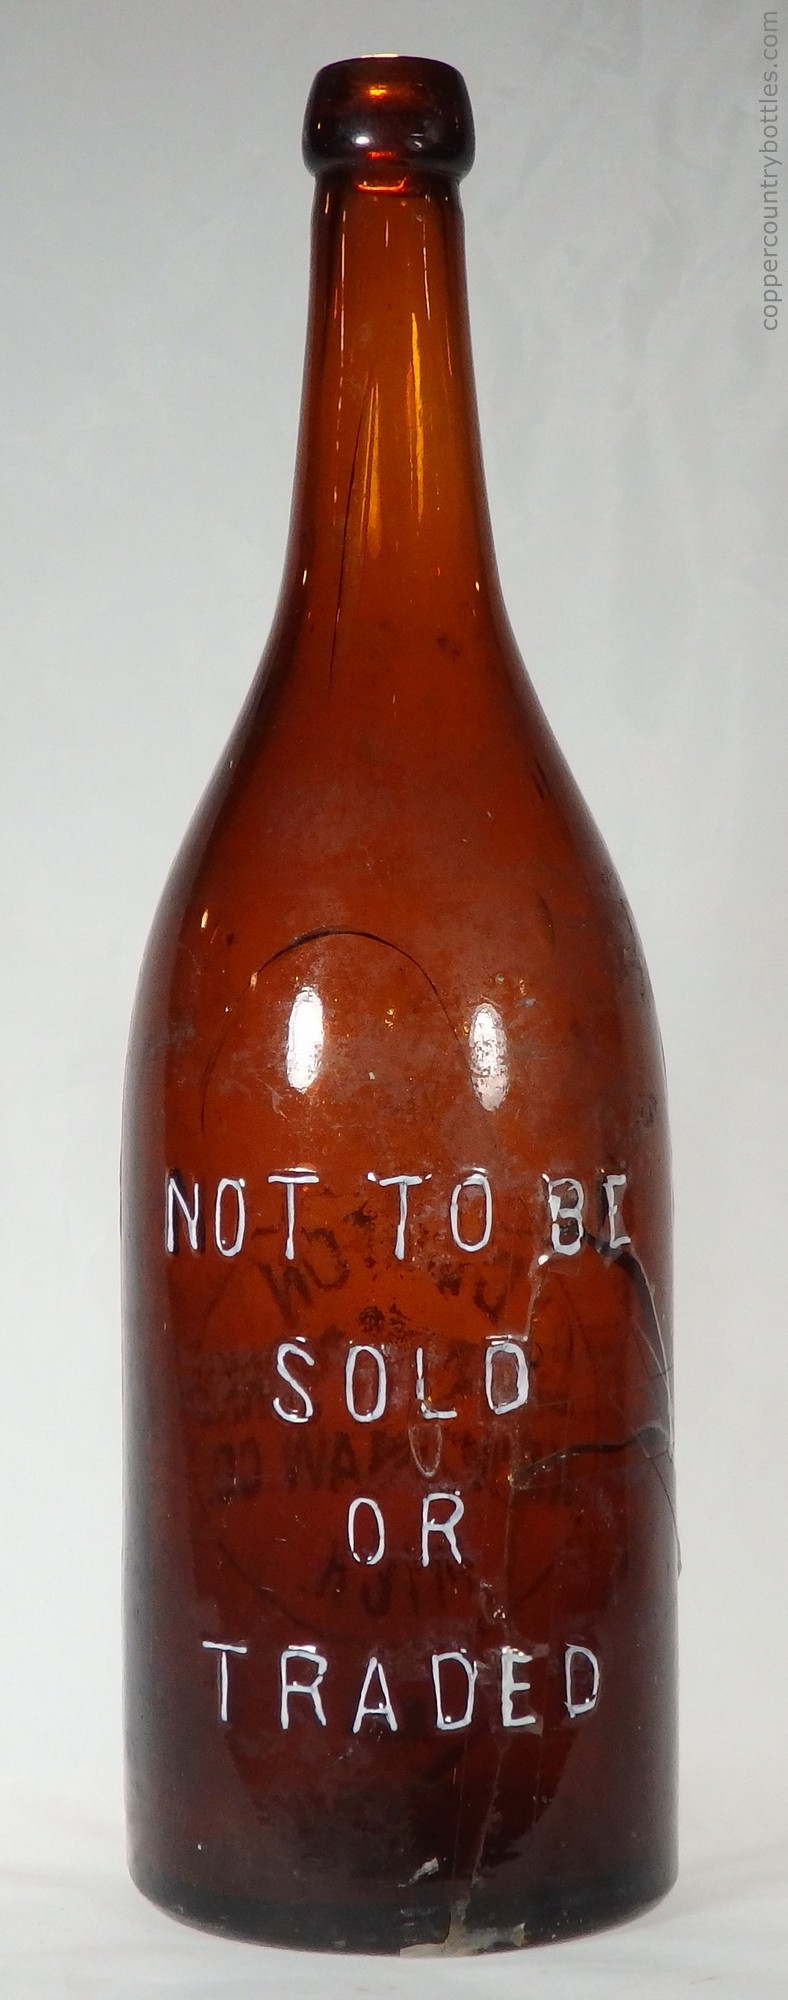 coppercountrybottles.com
NOT TO BE
SOLD
OR
TRADED